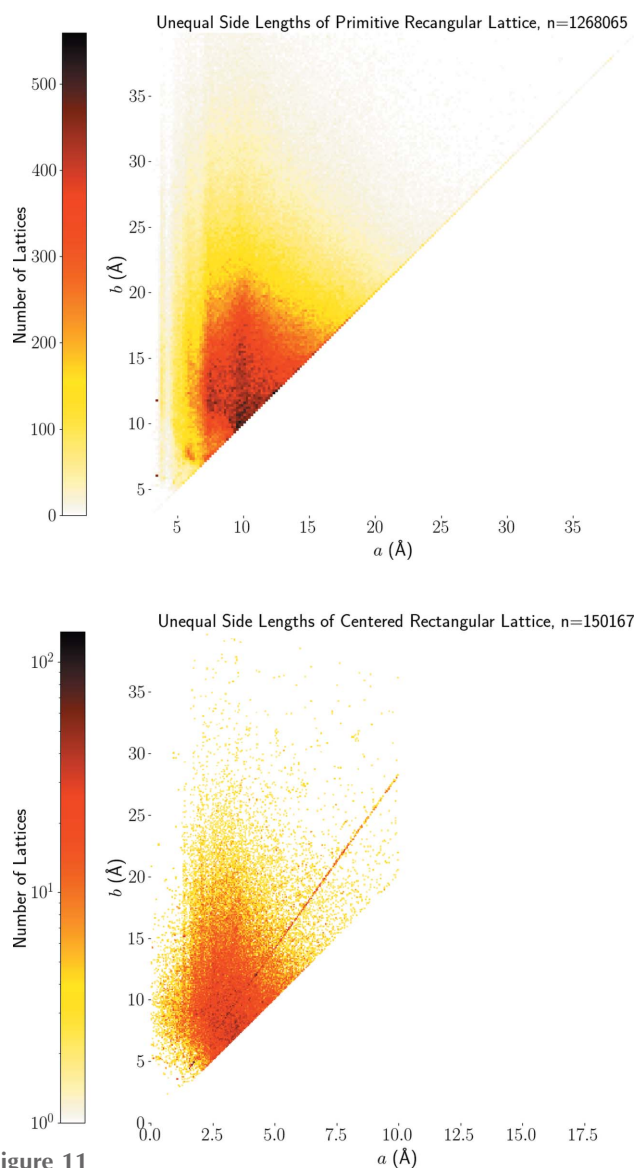 Unequal Side Lengths of Primitive Recangular Lattice, n=1268065
500
400
300
200
100
0
Number of Lattices
35
30
25
20
15
10
5
b (Å)
5 10 15 20 25 30 35
a (Å)
Unequal Side Lengths of Centered Rectangular Lattice, n=150167
10²
10¹
10⁰
Number of Lattices
35
30
25
20
15
10
5
0
b (Å)
0.0 2.5 5.0 7.5 10.0 12.5 15.0 17.5
a (Å)
igure 11